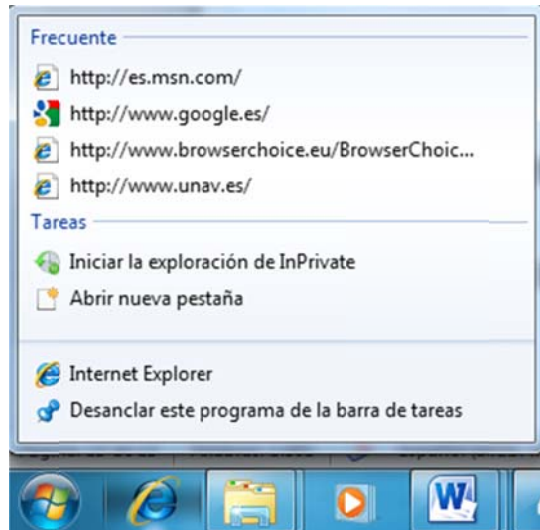 Frecuente
http://es.msn.com/
http://www.google.es/
http://www.browserchoice.eu/BrowserChoic...
http://www.unav.es/
Tareas
Iniciar la exploración de InPrivate
Abrir nueva pestaña
Internet Explorer
Desanclar este programa de la barra de tareas
W